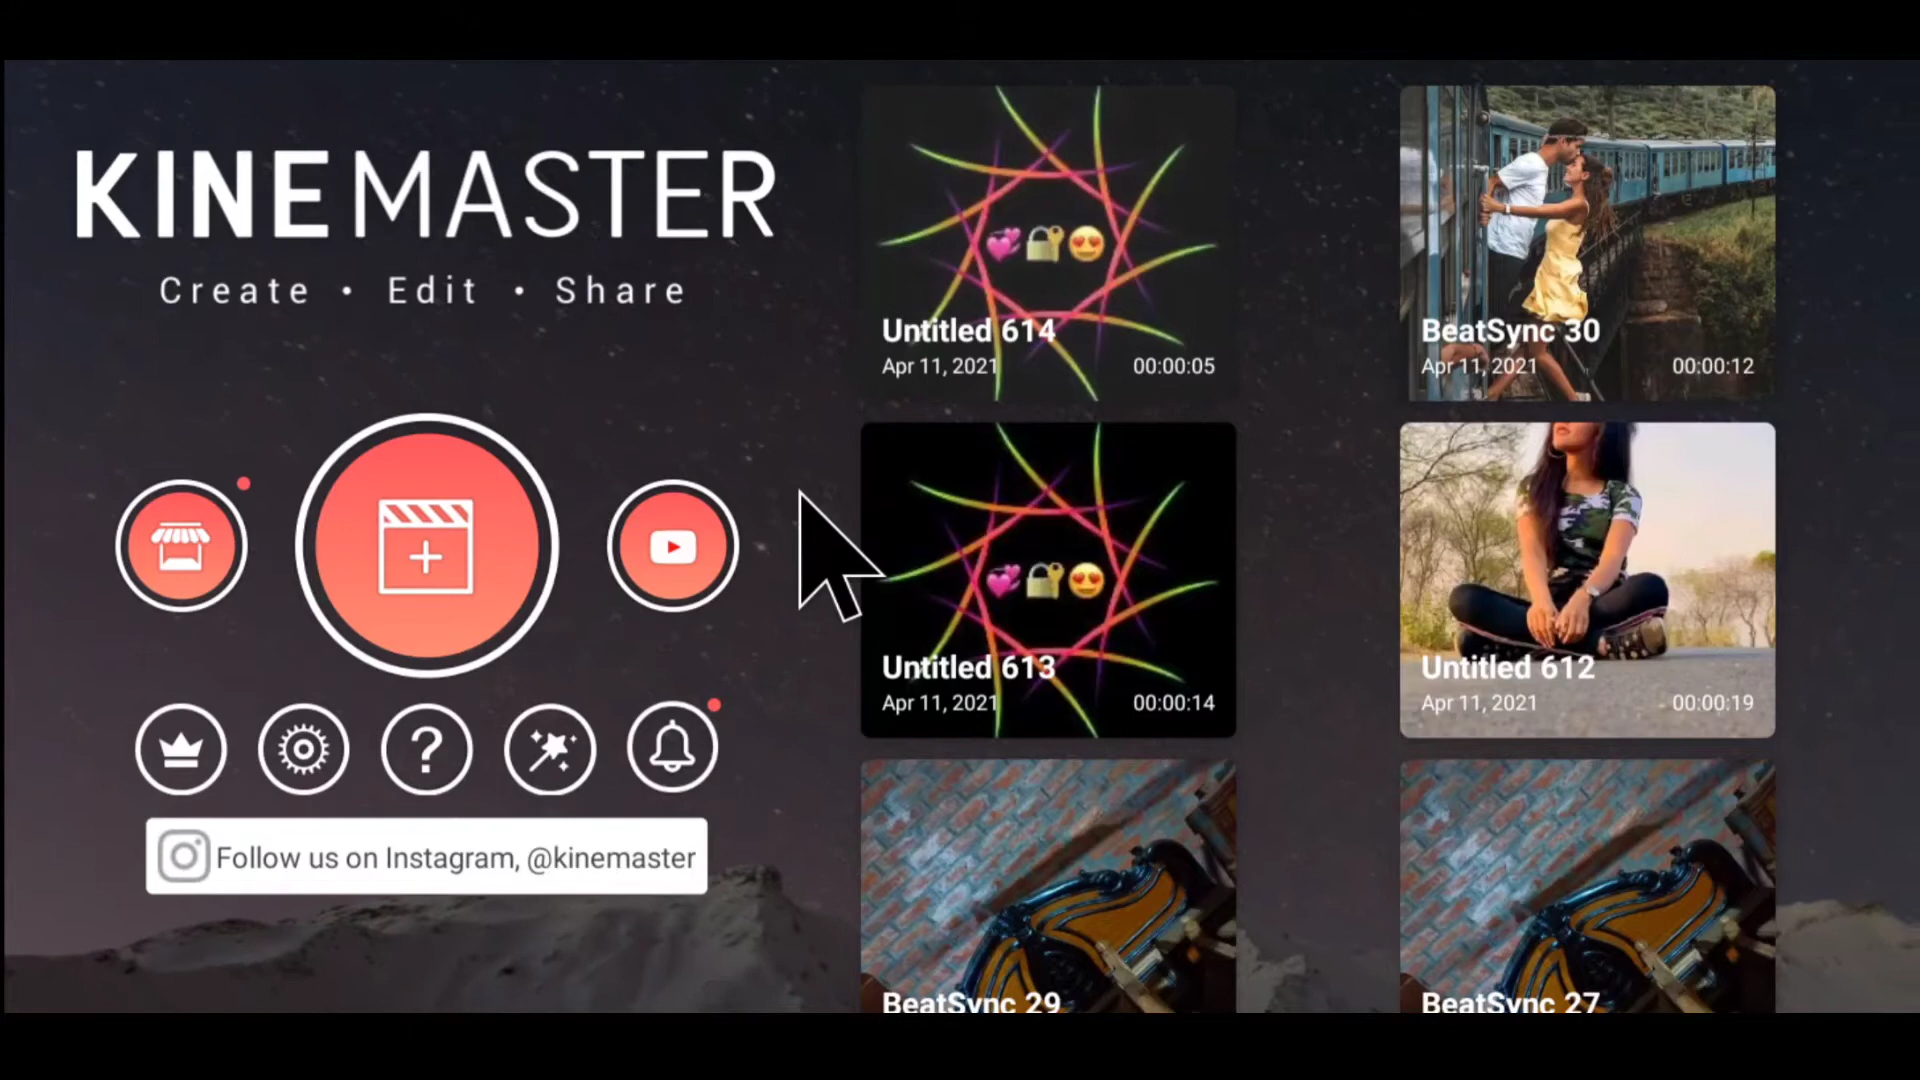 KINEMASTER
Create • Edit • Share
Follow us on Instagram, @kinemaster
Untitled 614
Apr 11, 2021 00:00:05
BeatSync 30
Apr 11, 2021 00:00:12
Untitled 613
Apr 11, 2021 00:00:14
Untitled 612
Apr 11, 2021 00:00:19
BeatSync 29
BeatSync 27